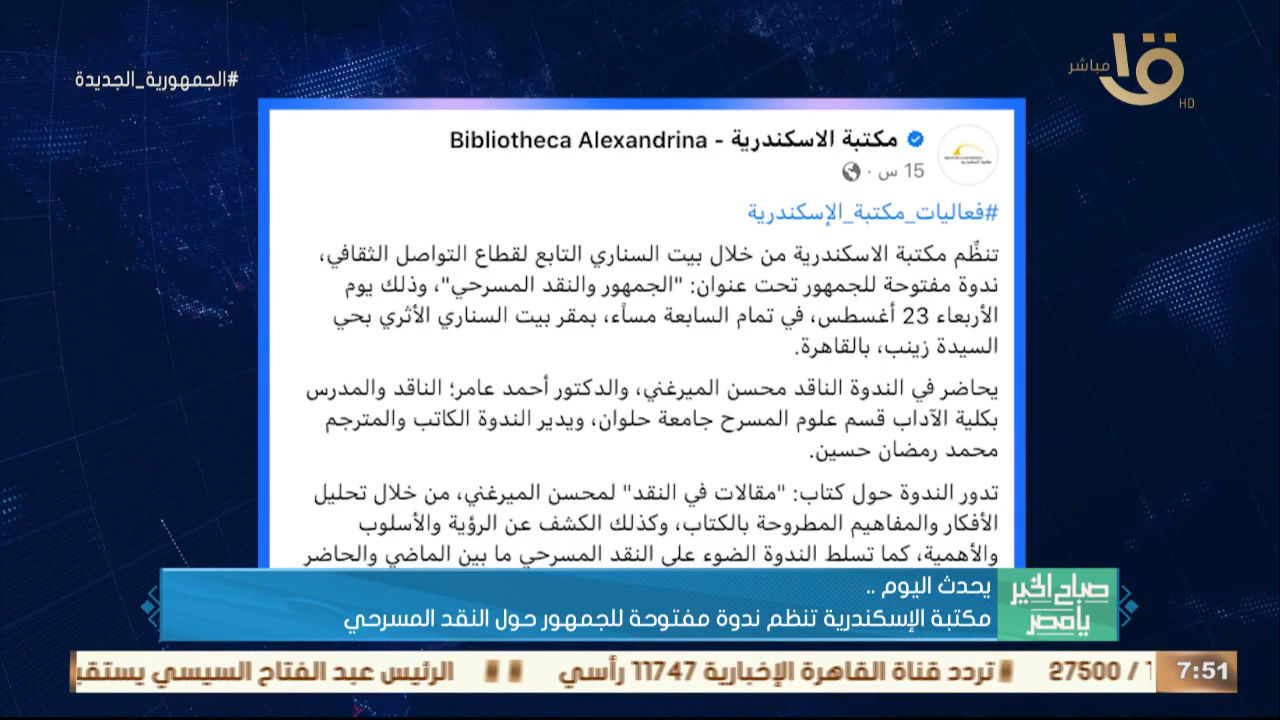 #الجمهورية_الجديدة
مباشر
HD
مكتبة الاسكندرية - Bibliotheca Alexandrina
15 س
#فعاليات_مكتبة_الإسكندرية
تنظِّم مكتبة الاسكندرية من خلال بيت السناري التابع لقطاع التواصل الثقافي،
ندوة مفتوحة للجمهور تحت عنوان: "الجمهور والنقد المسرحي"، وذلك يوم
الأربعاء 23 أغسطس، في تمام السابعة مساًء، بمقر بيت السناري الأثري بحي
السيدة زينب، بالقاهرة.
يحاضر في الندوة الناقد محسن الميرغني، والدكتور أحمد عامر؛ الناقد والمدرس
بكلية الآداب قسم علوم المسرح جامعة حلوان، ويدير الندوة الكاتب والمترجم
محمد رمضان حسين.
تدور الندوة حول كتاب: "مقالات في النقد" لمحسن الميرغني، من خلال تحليل
الأفكار والمفاهيم المطروحة بالكتاب، وكذلك الكشف عن الرؤية والأسلوب
والأهمية، كما تسلط الندوة الضوء على النقد المسرحي ما بين الماضي والحاضر
صباح الخير
يا مصر
يحدث اليوم ..
مكتبة الإسكندرية تنظم ندوة مفتوحة للجمهور حول النقد المسرحي
7:51
/ 27500 تردد قناة القاهرة الإخبارية 11747 رأسي الرئيس عبد الفتاح السيسي